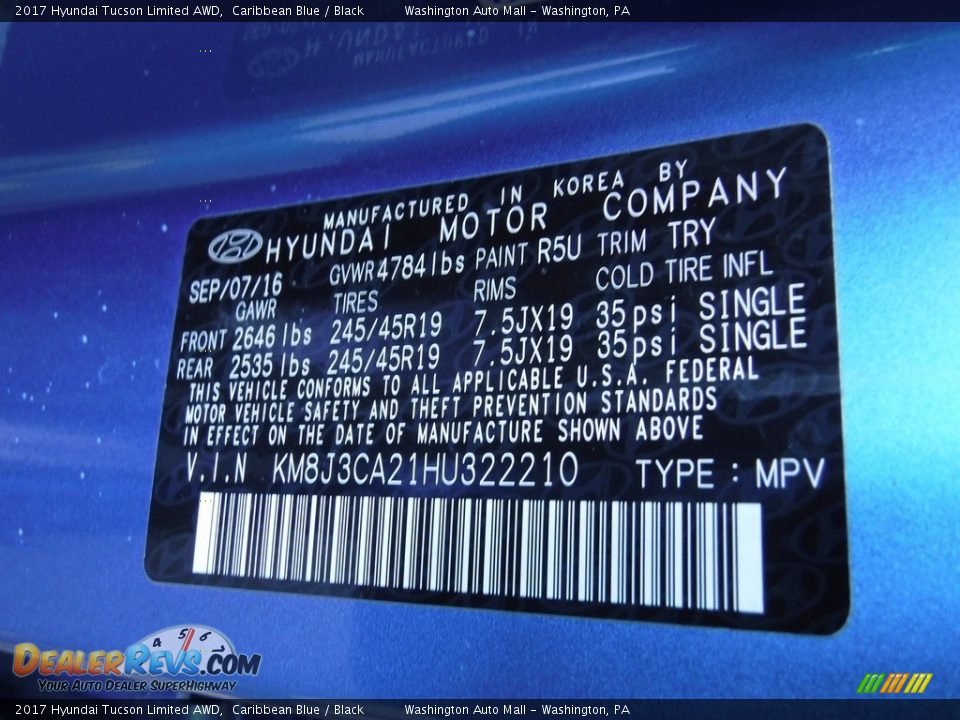 2017 Hyundai Tucson Limited AWD,  Caribbean Blue / Black        Washington Auto Mall - Washington, PA
MANUFACTURED IN KOREA BY
HYUNDAI MOTOR COMPANY
SEP/07/16 GVWR 4784 lbs PAINT R5U TRIM TRY
GAWR TIRES RIMS COLD TIRE INFL
FRONT 2646 lbs 245/45R19 7.5JX19 35psi SINGLE
REAR 2535 lbs 245/45R19 7.5JX19 35psi SINGLE
THIS VEHICLE CONFORMS TO ALL APPLICABLE U.S.A. FEDERAL
MOTOR VEHICLE SAFETY AND THEFT PREVENTION STANDARDS
IN EFFECT ON THE DATE OF MANUFACTURE SHOWN ABOVE
V.I.N KM8J3CA21HU322210 TYPE : MPV
4 5 6
DEALERREVS.COM
YOUR AUTO DEALER SUPERHIGHWAY
2017 Hyundai Tucson Limited AWD,  Caribbean Blue / Black        Washington Auto Mall - Washington, PA